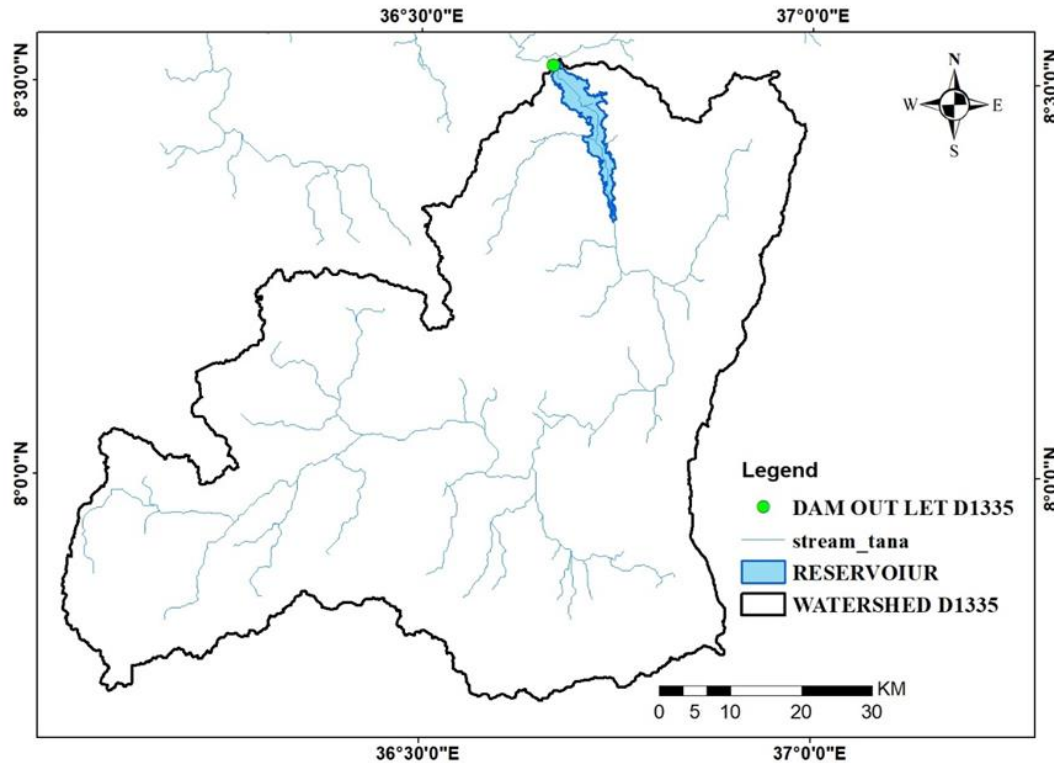 36°30'0"E 37°0'0"E
8°30'0"N
8°30'0"N
N
W E
S
8°0'0"N
8°0'0"N
Legend
DAM OUT LET D1335
stream_tana
RESERVOIUR
WATERSHED D1335
KM
0 5 10 20 30
36°30'0"E 37°0'0"E